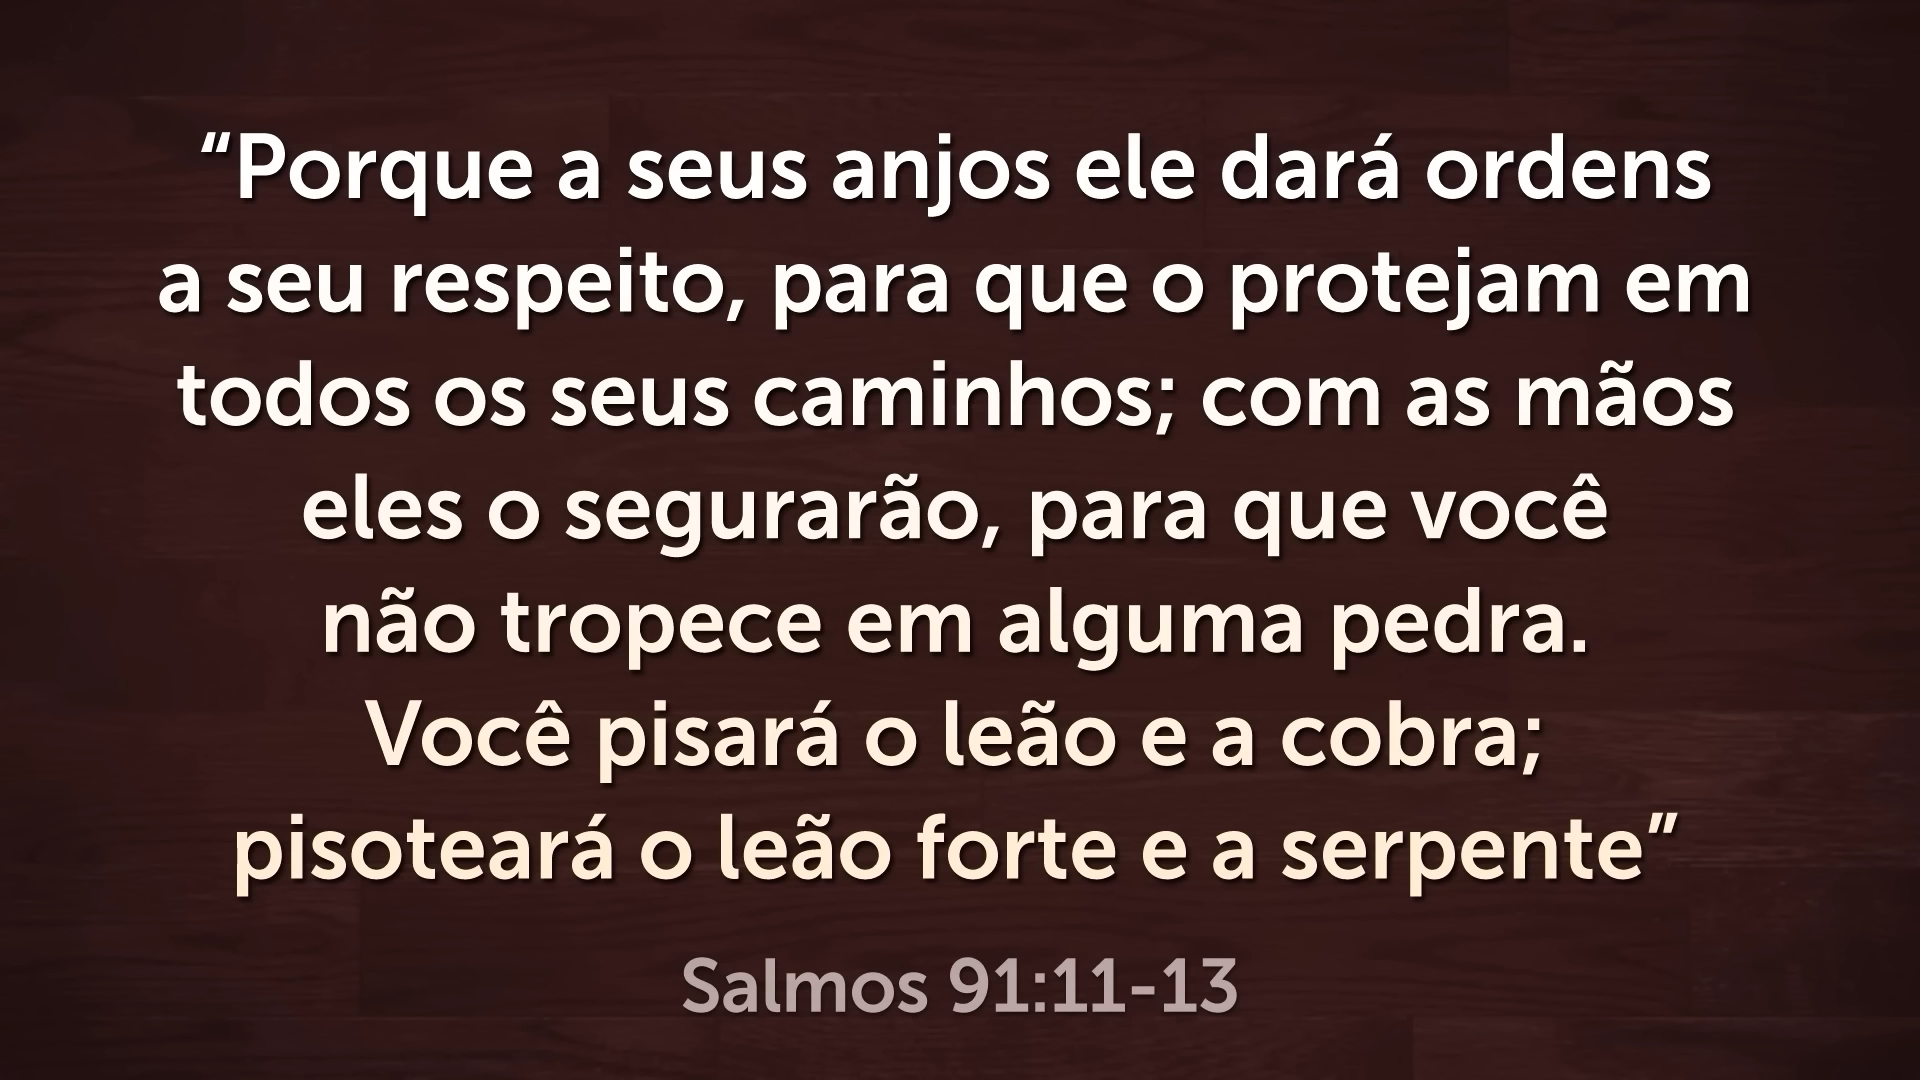 “Porque a seus anjos ele dará ordens
a seu respeito, para que o protejam em
todos os seus caminhos; com as mãos
eles o segurarão, para que você
não tropece em alguma pedra.
Você pisará o leão e a cobra;
pisoteará o leão forte e a serpente”
Salmos 91:11-13